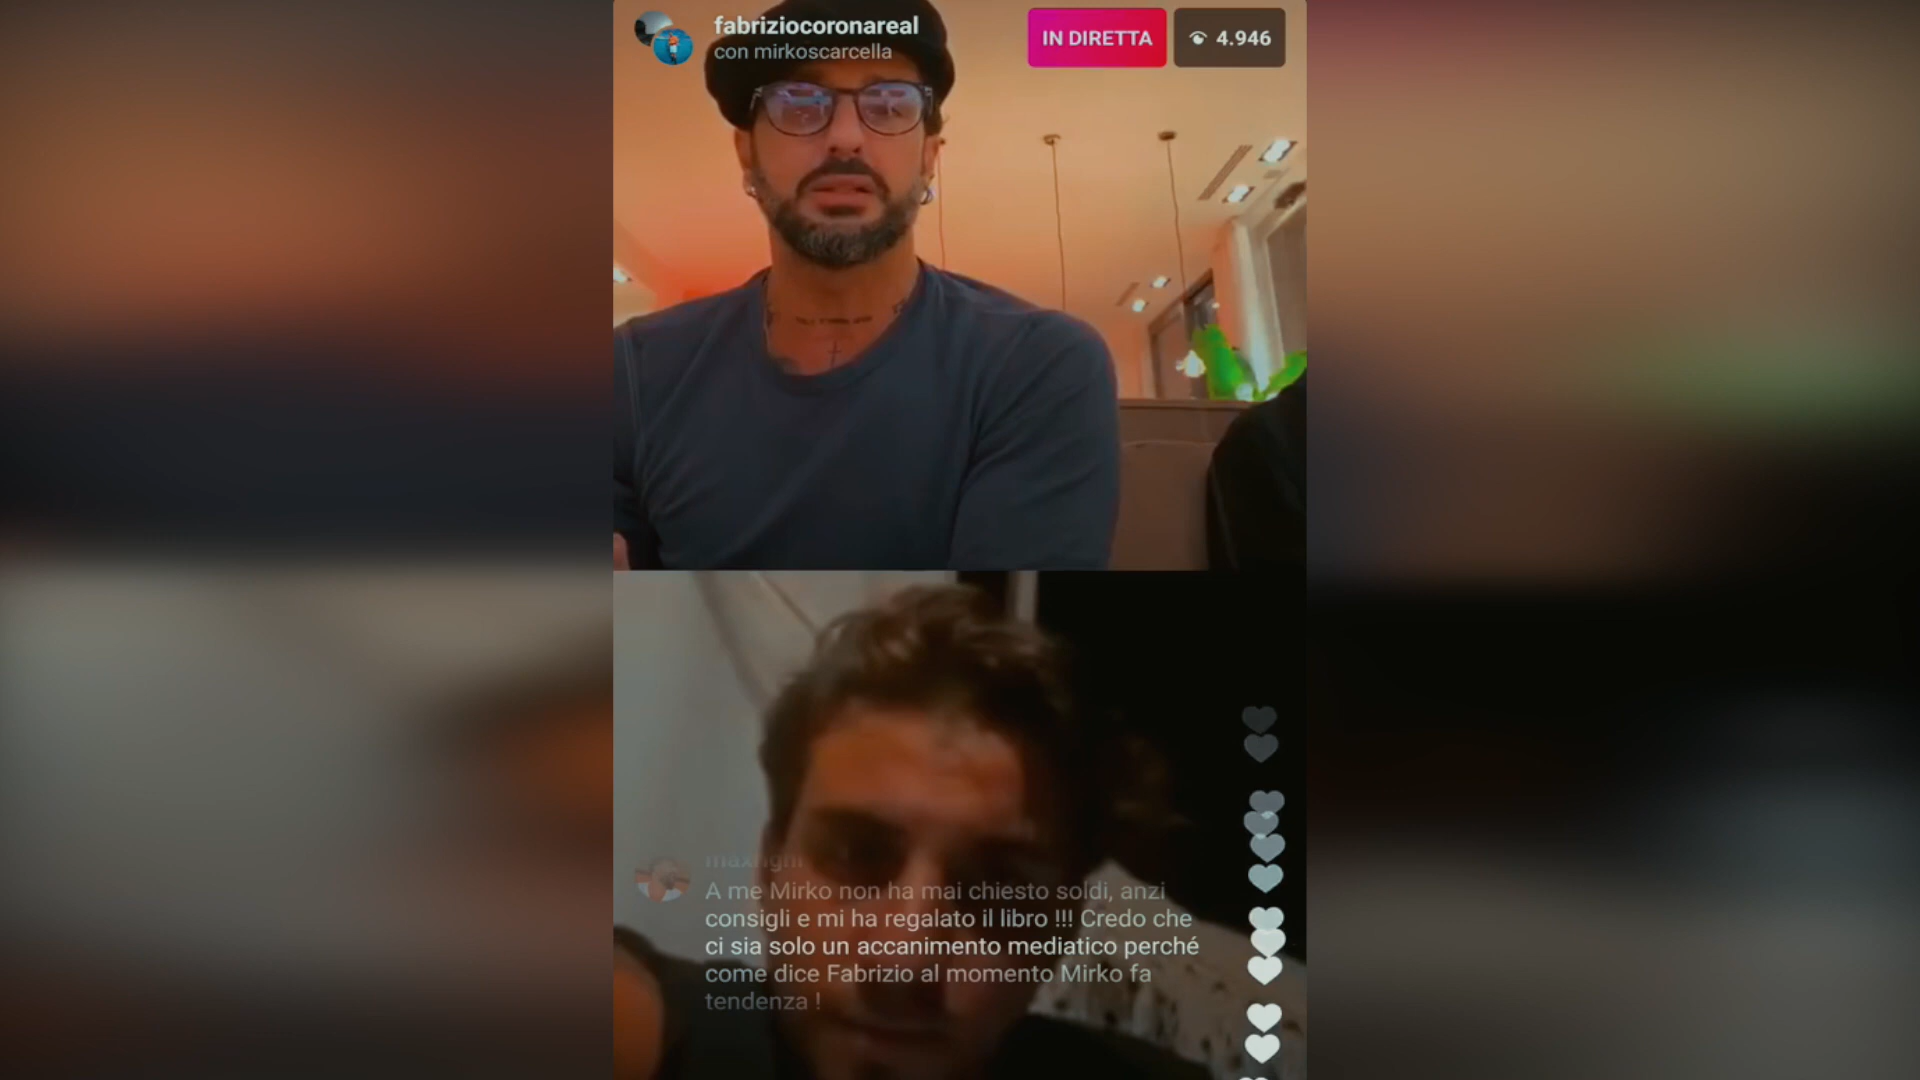 fabriziocoronareal
con mirkoscarcella
IN DIRETTA
4.946
maxrighi
A me Mirko non ha mai chiesto soldi, anzi
consigli e mi ha regalato il libro !!! Credo che
ci sia solo un accanimento mediatico perché
come dice Fabrizio al momento Mirko fa
tendenza !